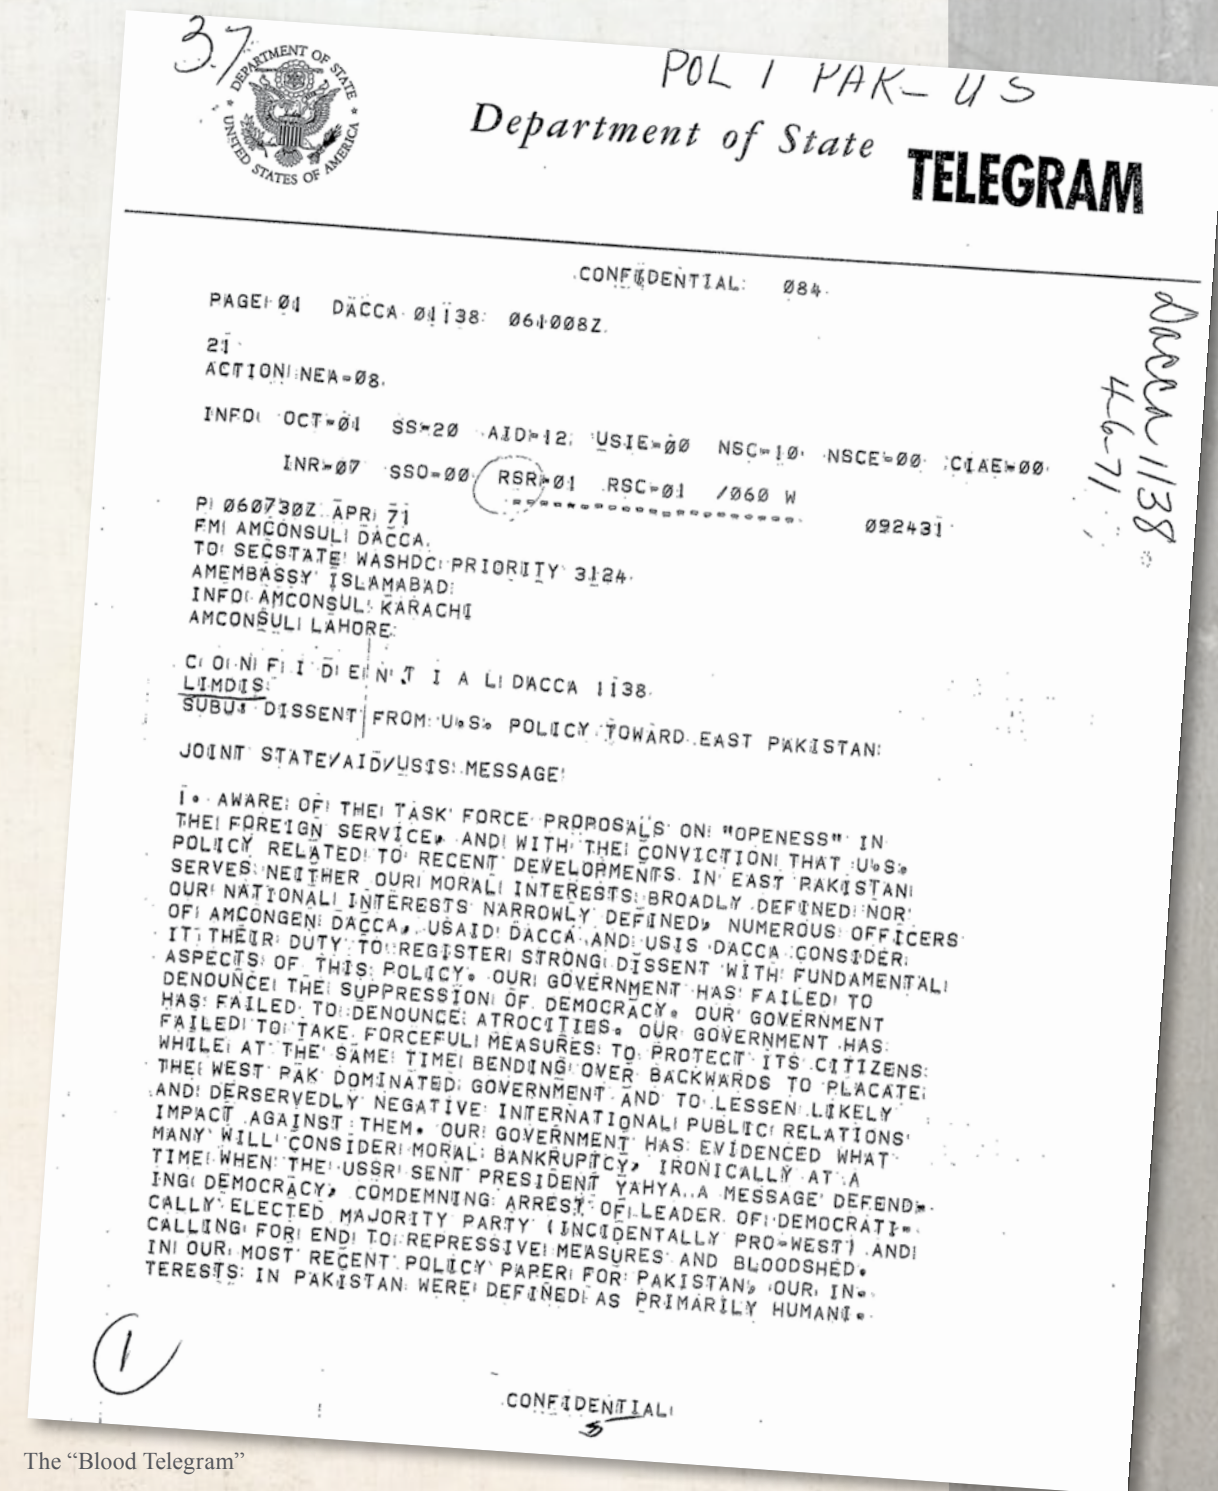 37
DEPARTMENT OF STATE
UNITED STATES OF AMERICA
POL 1 PAK-US
Department of State TELEGRAM
CONFIDENTIAL 084
PAGE 01 DACCA 01138 061008Z
21
ACTION NEA-08
INFO OCT-01 SS-20 AID-12 USIE-00 NSC-10 NSCE-00 CIAE-00
INR-07 SSO-00 RSR-01 RSC-01 /060 W
092431
P 060730Z APR 71
FM AMCONSUL DACCA
TO SECSTATE WASHDC PRIORITY 3124
AMEMBASSY ISLAMABAD
INFO AMCONSUL KARACHI
AMCONSUL LAHORE
C O N F I D E N T I A L DACCA 1138
LIMDIS
SUBJ: DISSENT FROM U.S. POLICY TOWARD EAST PAKISTAN
JOINT STATE/AID/USIS MESSAGE
1. AWARE OF THE TASK FORCE PROPOSALS ON "OPENESS" IN
THE FOREIGN SERVICE, AND WITH THE CONVICTION THAT U.S.
POLICY RELATED TO RECENT DEVELOPMENTS IN EAST PAKISTAN
SERVES NEITHER OUR MORAL INTERESTS BROADLY DEFINED NOR
OUR NATIONAL INTERESTS NARROWLY DEFINED, NUMEROUS OFFICERS
OF AMCONGEN DACCA, USAID DACCA AND USIS DACCA CONSIDER
IT THEIR DUTY TO REGISTER STRONG DISSENT WITH FUNDAMENTAL
ASPECTS OF THIS POLICY. OUR GOVERNMENT HAS FAILED TO
DENOUNCE THE SUPPRESSION OF DEMOCRACY. OUR GOVERNMENT
HAS FAILED TO DENOUNCE ATROCITIES. OUR GOVERNMENT HAS
FAILED TO TAKE FORCEFUL MEASURES TO PROTECT ITS CITIZENS
WHILE AT THE SAME TIME BENDING OVER BACKWARDS TO PLACATE
THE WEST PAK DOMINATED GOVERNMENT AND TO LESSEN LIKELY
AND DERSERVEDLY NEGATIVE INTERNATIONAL PUBLIC RELATIONS
IMPACT AGAINST THEM. OUR GOVERNMENT HAS EVIDENCED WHAT
MANY WILL CONSIDER MORAL BANKRUPTCY, IRONICALLY AT A
TIME WHEN THE USSR SENT PRESIDENT YAHYA A MESSAGE DEFEND-
ING DEMOCRACY, COMDEMNING ARREST OF LEADER OF DEMOCRATI-
CALLY ELECTED MAJORITY PARTY (INCIDENTALLY PRO-WEST) AND
CALLING FOR END TO REPRESSIVE MEASURES AND BLOODSHED.
IN OUR MOST RECENT POLICY PAPER FOR PAKISTAN, OUR IN-
TERESTS IN PAKISTAN WERE DEFINED AS PRIMARILY HUMANI-
CONFIDENTIAL
1
Dacca 1138
4-6-71
The “Blood Telegram”